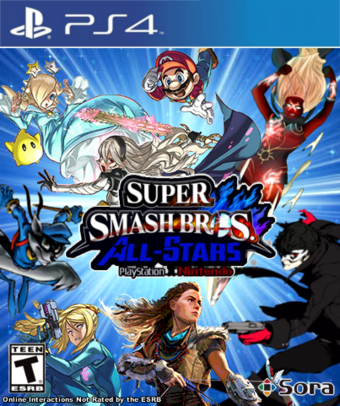 PS4
SUPER
SMASH BROS.
ALL-STARS
PlayStation Nintendo
TEEN
T
ESRB
Sora
Online Interactions Not Rated by the ESRB